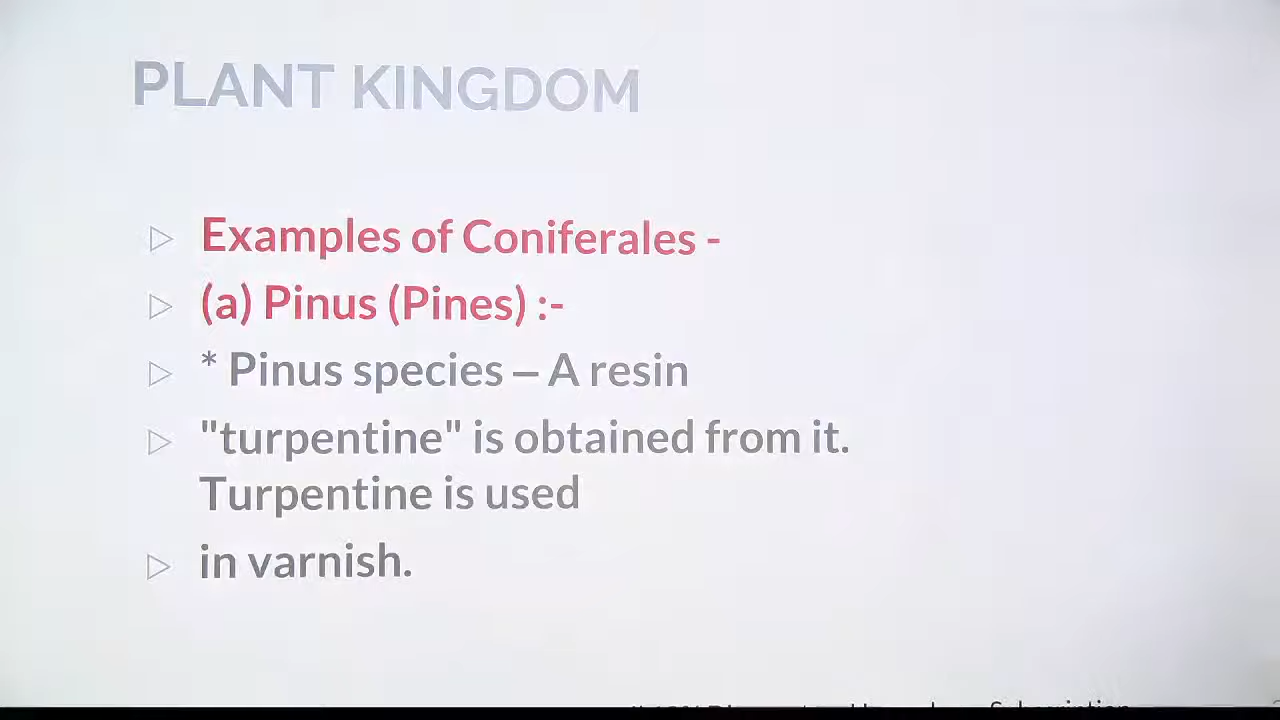 PLANT KINGDOM
Examples of Coniferales -
(a) Pinus (Pines) :-
* Pinus species – A resin
"turpentine" is obtained from it.
Turpentine is used
in varnish.
Subscription